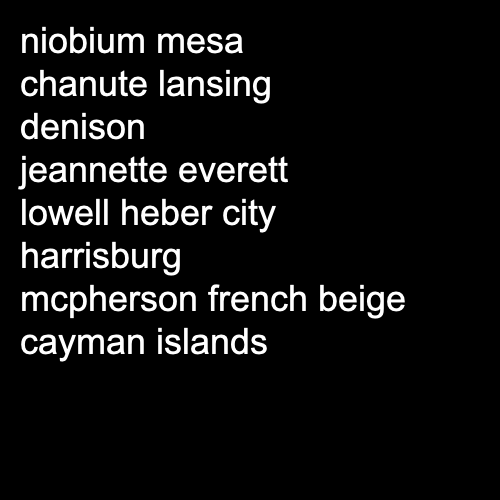 niobium mesa
chanute lansing
denison
jeannette everett
lowell heber city
harrisburg
mcpherson french beige
cayman islands